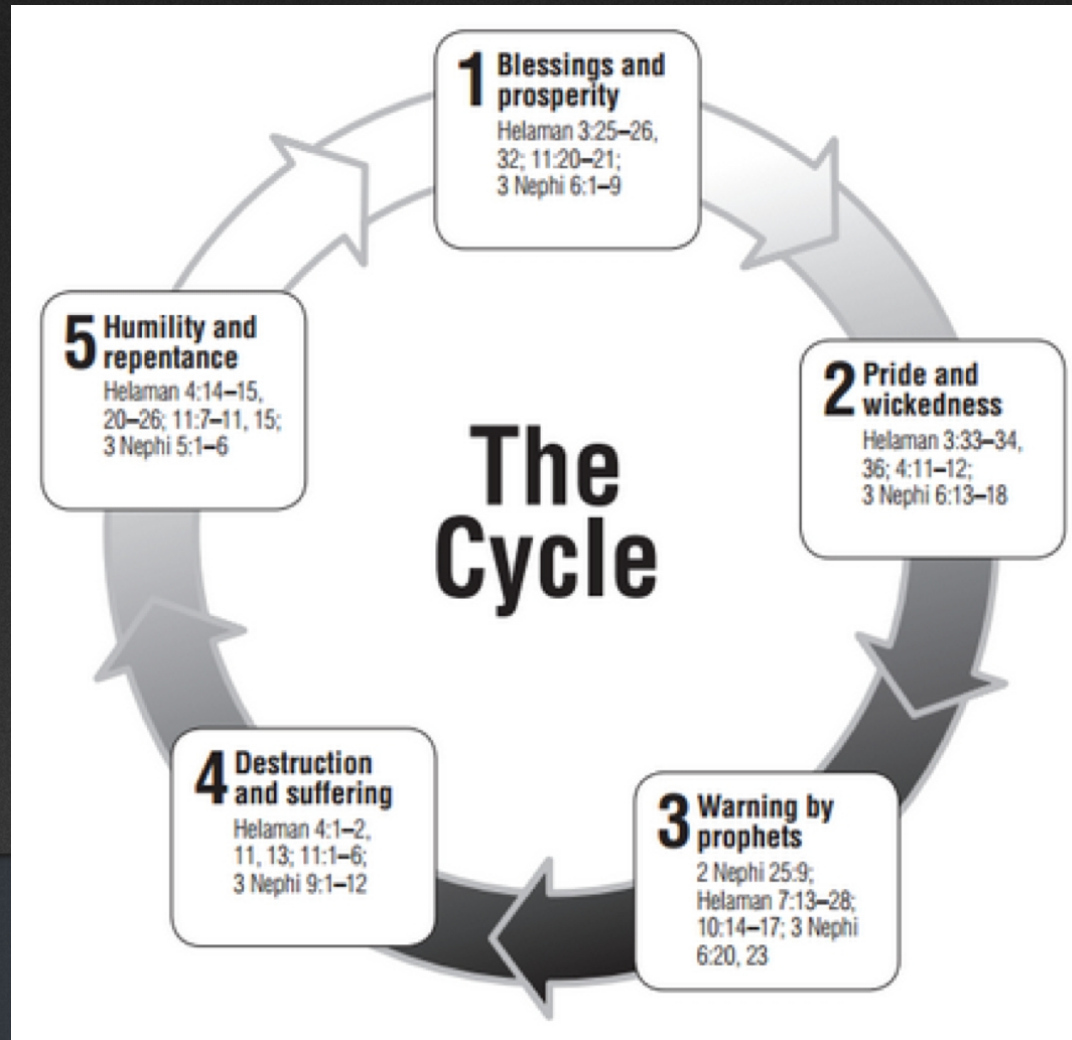 1 Blessings and
prosperity
Helaman 3:25–26,
32; 11:20–21;
3 Nephi 6:1–9
2 Pride and
wickedness
Helaman 3:33–34,
36; 4:11–12;
3 Nephi 6:13–18
3 Warning by
prophets
2 Nephi 25:9;
Helaman 7:13–28;
10:14–17; 3 Nephi
6:20, 23
4 Destruction
and suffering
Helaman 4:1–2,
11, 13; 11:1–6;
3 Nephi 9:1–12
5 Humility and
repentance
Helaman 4:14–15,
20–26; 11:7–11, 15;
3 Nephi 5:1–6
The
Cycle